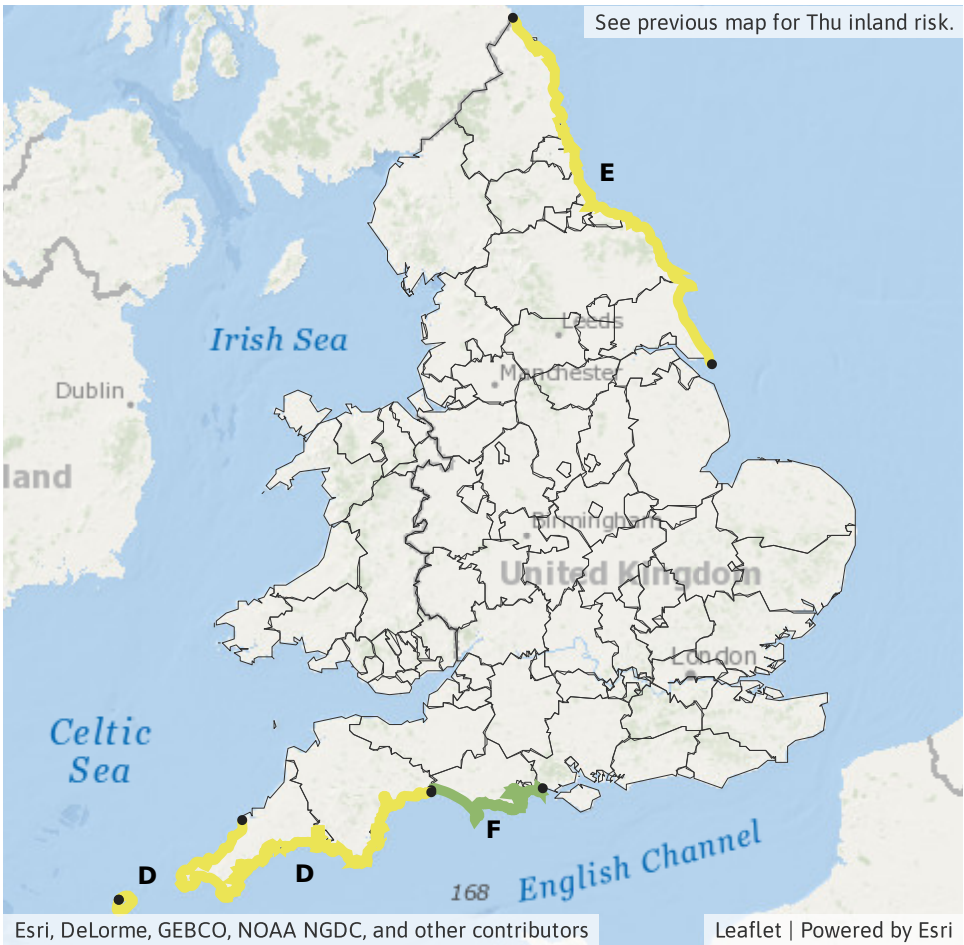 See previous map for Thu inland risk.
E
Irish Sea
Leeds
Manchester
Dublin
land
Birmingham
United Kingdom
London
Celtic
Sea
F
D
D
English Channel
168
Esri, DeLorme, GEBCO, NOAA NGDC, and other contributors
Leaflet | Powered by Esri